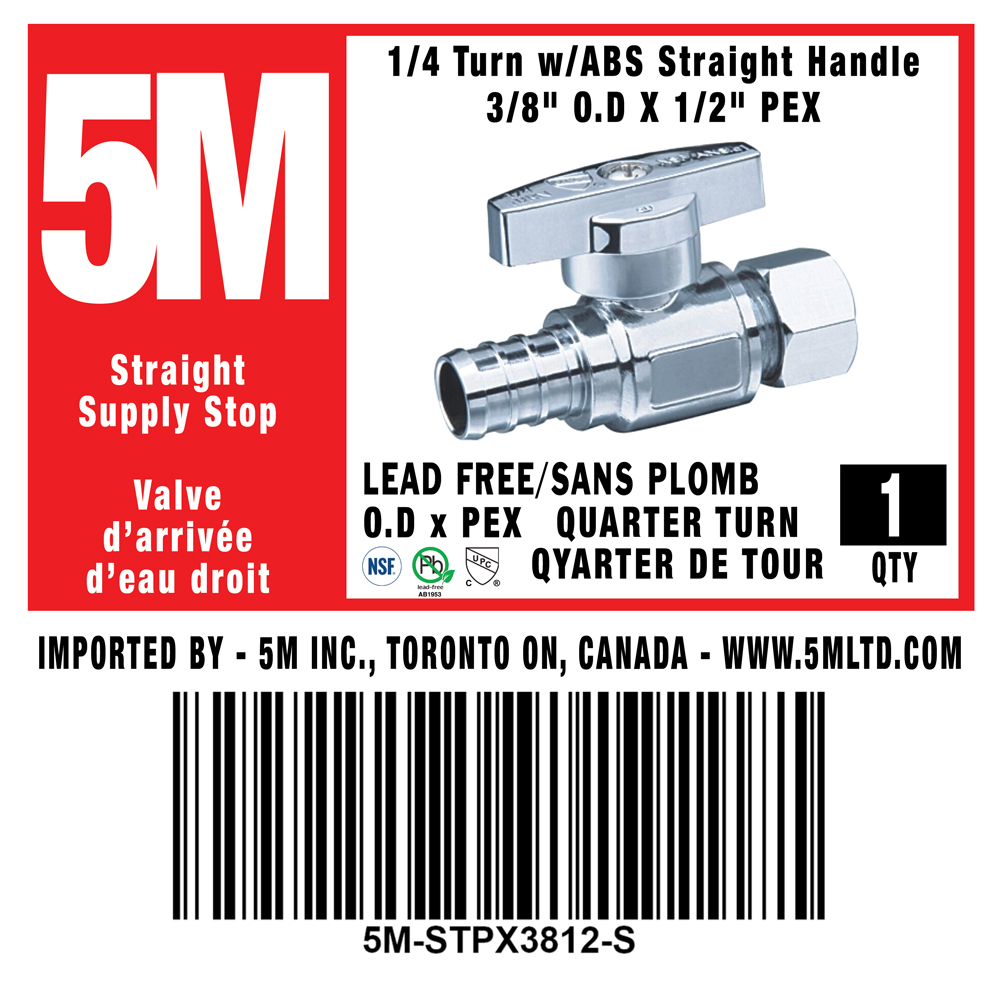 5M
Straight
Supply Stop
Valve
d'arrivée
d'eau droit
1/4 Turn w/ABS Straight Handle
3/8" O.D X 1/2" PEX
LEAD FREE/SANS PLOMB
O.D x PEX QUARTER TURN
QYARTER DE TOUR
1
QTY
NSF
Pb
lead-free
AB1953
UPC
C ®
IMPORTED BY - 5M INC., TORONTO ON, CANADA - WWW.5MLTD.COM
5M-STPX3812-S